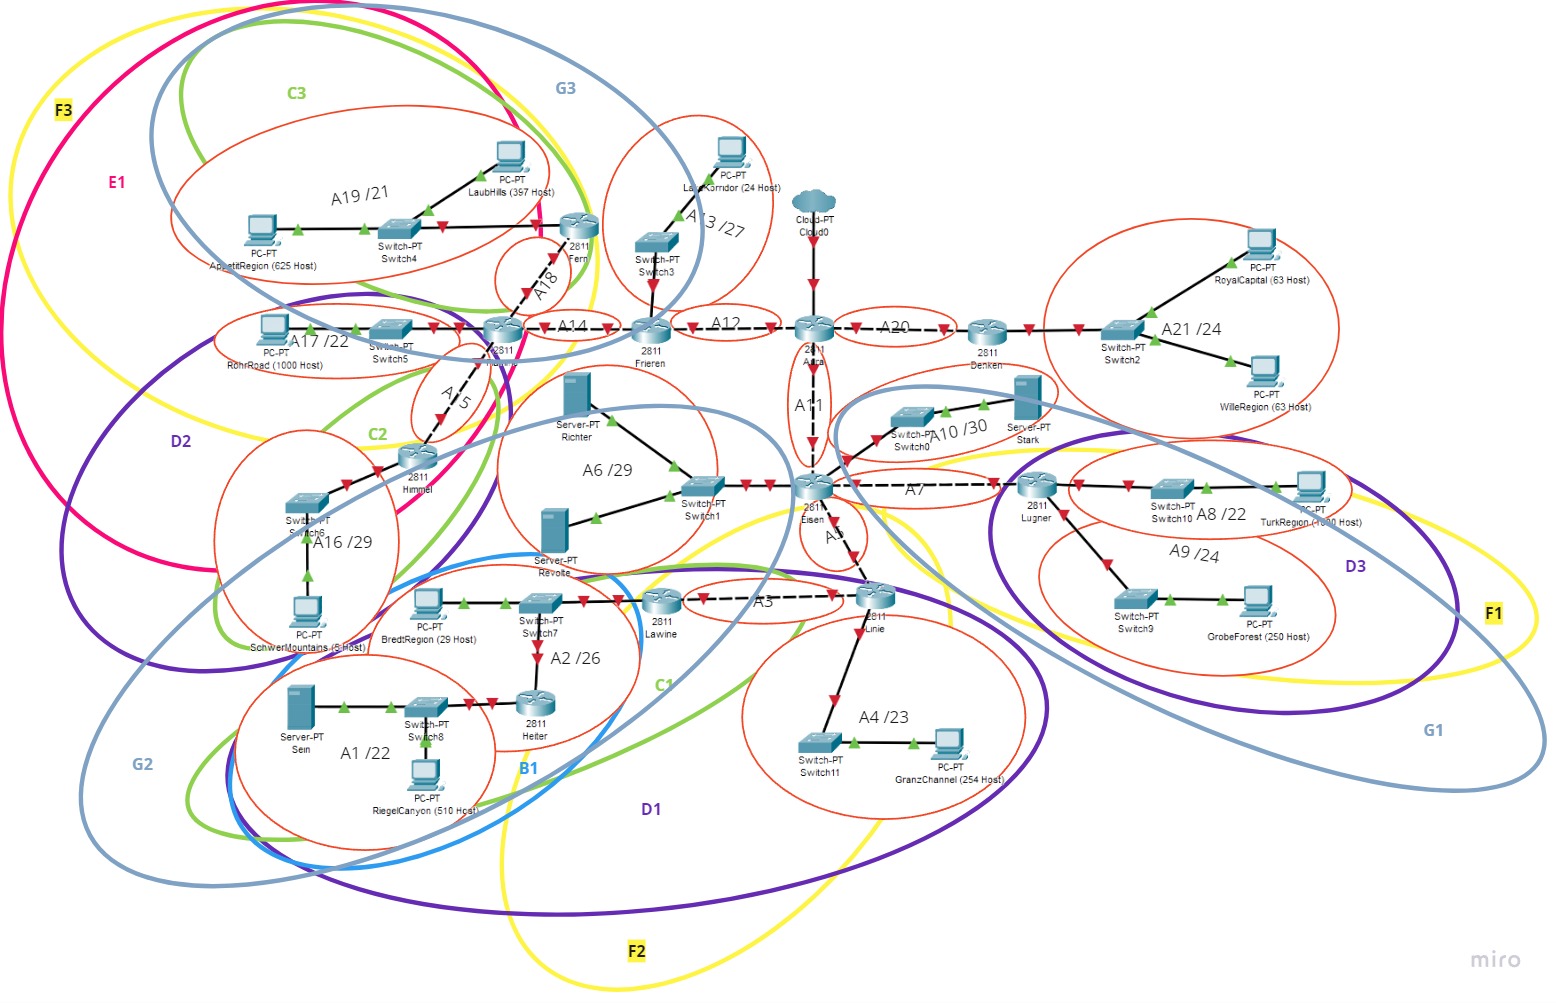 G3
C3
F3
E1
PC-PT
LaubHills (397 Host)
A19 /21
PC-PT
AppetitRegion (625 Host)
Switch-PT
Switch4
2811
Fern
A18
PC-PT
(24 Host)
A13 /27
Switch-PT
Switch3
Cloud-PT
Cloud0
PC-PT
RoyalCapital (63 Host)
A17 /22
PC-PT
RohrRoad (1000 Host)
Switch-PT
Switch5
2811
A14
2811
Frieren
A12
2811
A20
2811
Denken
Switch-PT
Switch2
A21 /24
PC-PT
WilleRegion (63 Host)
A15
A11
D2
C2
2811
Himmel
Server-PT
Richter
A6 /29
Switch-PT
Switch1
Switch-PT
Switch0
A10 /30
Server-PT
Stark
2811
Eisen
A7
2811
Lugner
Switch-PT
Switch10
A8 /22
PC-PT
TurkRegion (1000 Host)
Switch-PT
Switch6
A16 /29
Server-PT
Revolte
A5
A9 /24
D3
PC-PT
SchwerMountains (5 Host)
PC-PT
BredtRegion (29 Host)
Switch-PT
Switch7
2811
Lawine
A3
2811
Linie
Switch-PT
Switch9
PC-PT
GrobeForest (250 Host)
F1
A2 /26
C1
Server-PT
Sein
Switch-PT
Switch8
2811
Heiter
A4 /23
G1
A1 /22
G2
B1
PC-PT
RiegelCanyon (510 Host)
Switch-PT
Switch11
PC-PT
GranzChannel (254 Host)
D1
F2
miro